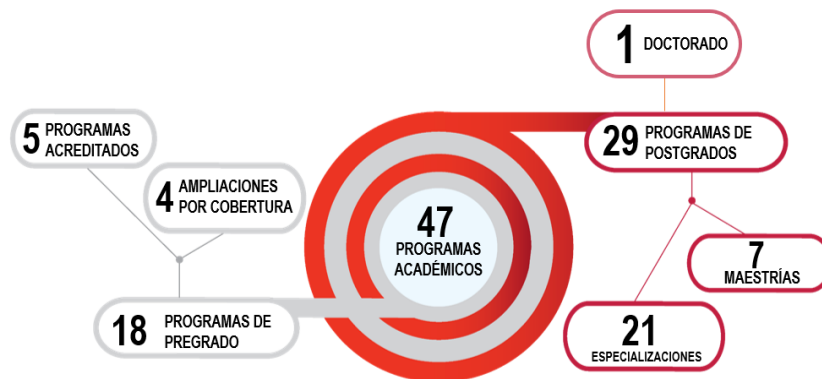 1 DOCTORADO
5 PROGRAMAS
ACREDITADOS
29 PROGRAMAS DE
POSTGRADOS
4 AMPLIACIONES
POR COBERTURA
47
PROGRAMAS
ACADÉMICOS
7
MAESTRÍAS
18 PROGRAMAS DE
PREGRADO
21
ESPECIALIZACIONES